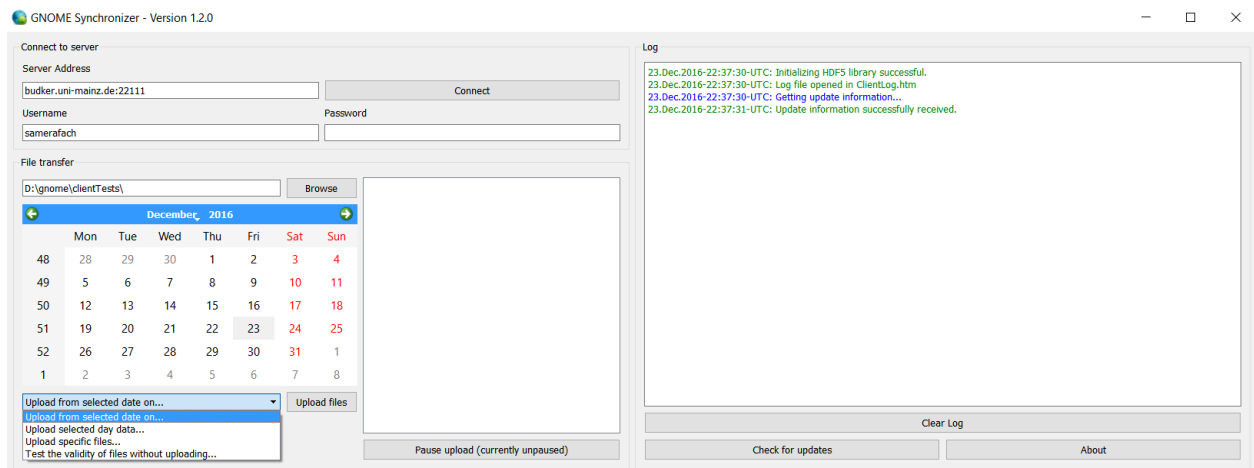 GNOME Synchronizer - Version 1.2.0
Connect to server
Server Address
budker.uni-mainz.de:22111
Connect
Username
Password
samerafach
File transfer
D:\gnome\clientTests\
Browse
December, 2016
Mon Tue Wed Thu Fri Sat Sun
48 28 29 30 1 2 3 4
49 5 6 7 8 9 10 11
50 12 13 14 15 16 17 18
51 19 20 21 22 23 24 25
52 26 27 28 29 30 31 1
1 2 3 4 5 6 7 8
Upload from selected date on...
Upload files
Upload from selected date on...
Upload selected day data...
Upload specific files...
Test the validity of files without uploading...
Pause upload (currently unpaused)
Log
23.Dec.2016-22:37:30-UTC: Initializing HDF5 library successful.
23.Dec.2016-22:37:30-UTC: Log file opened in ClientLog.htm
23.Dec.2016-22:37:30-UTC: Getting update information...
23.Dec.2016-22:37:31-UTC: Update information successfully received.
Clear Log
Check for updates
About